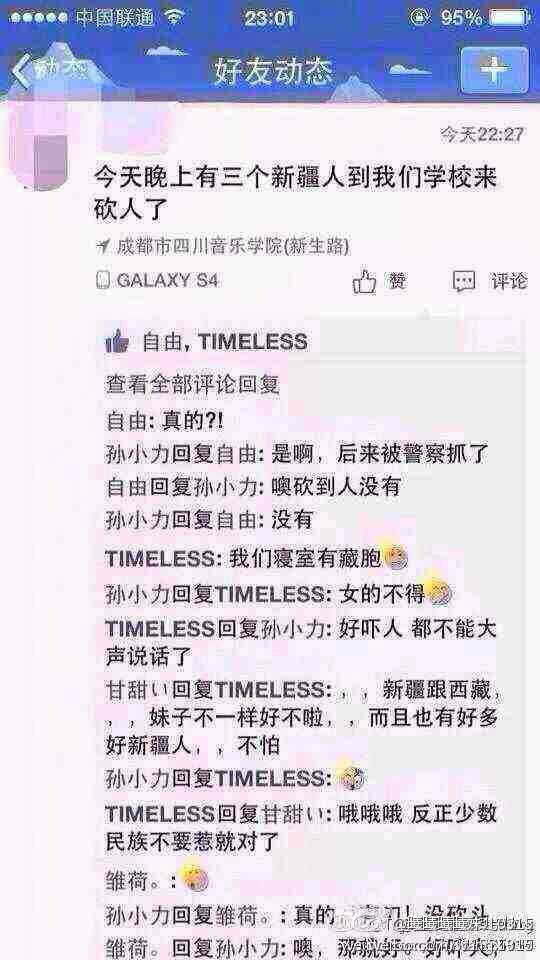 中国联通
23:01
95%
动态
好友动态
+
今天22:27
今天晚上有三个新疆人到我们学校来
砍人了
成都市四川音乐学院(新生路)
GALAXY S4
赞
评论
自由, TIMELESS
查看全部评论回复
自由: 真的?!
孙小力回复自由: 是啊，后来被警察抓了
自由回复孙小力: 噢砍到人没有
孙小力回复自由: 没有
TIMELESS: 我们寝室有藏胞
孙小力回复TIMELESS: 女的不得
TIMELESS回复孙小力: 好吓人 都不能大
声说话了
甘甜い回复TIMELESS: ，，新疆跟西藏，
，，妹子不一样好不啦，，而且也有好多
好新疆人，，不怕
孙小力回复TIMELESS:
TIMELESS回复甘甜い: 哦哦哦 反正少数
民族不要惹就对了
雏荷。:
孙小力回复雏荷。: 真的
没砍头
雏荷。回复孙小力: 噢，那就好。好吓人，